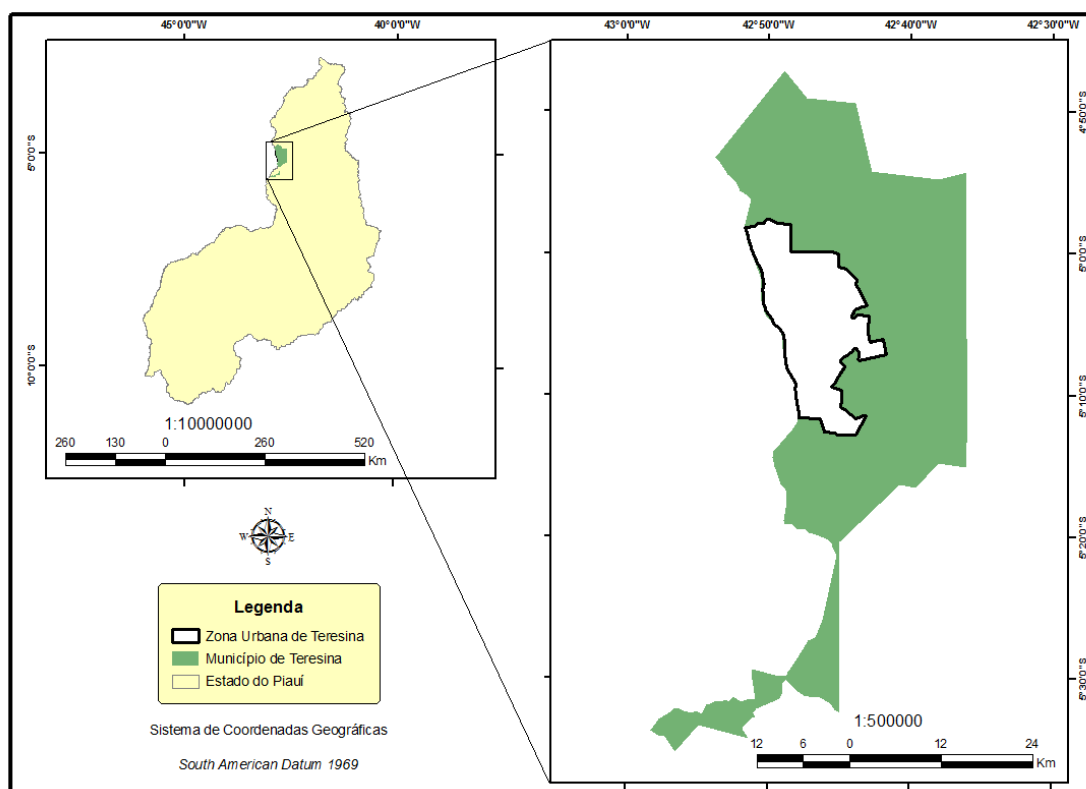 45°0'0"W 40°0'0"W
5°0'0"S
10°0'0"S
1:10000000
260 130 0 260 520
Km
N
W E
S
Legenda
Zona Urbana de Teresina
Município de Teresina
Estado do Piauí
Sistema de Coordenadas Geográficas
South American Datum 1969
43°0'0"W 42°50'0"W 42°40'0"W 42°30'0"W
4°50'0"S
5°0'0"S
5°10'0"S
5°20'0"S
5°30'0"S
1:500000
12 6 0 12 24
Km